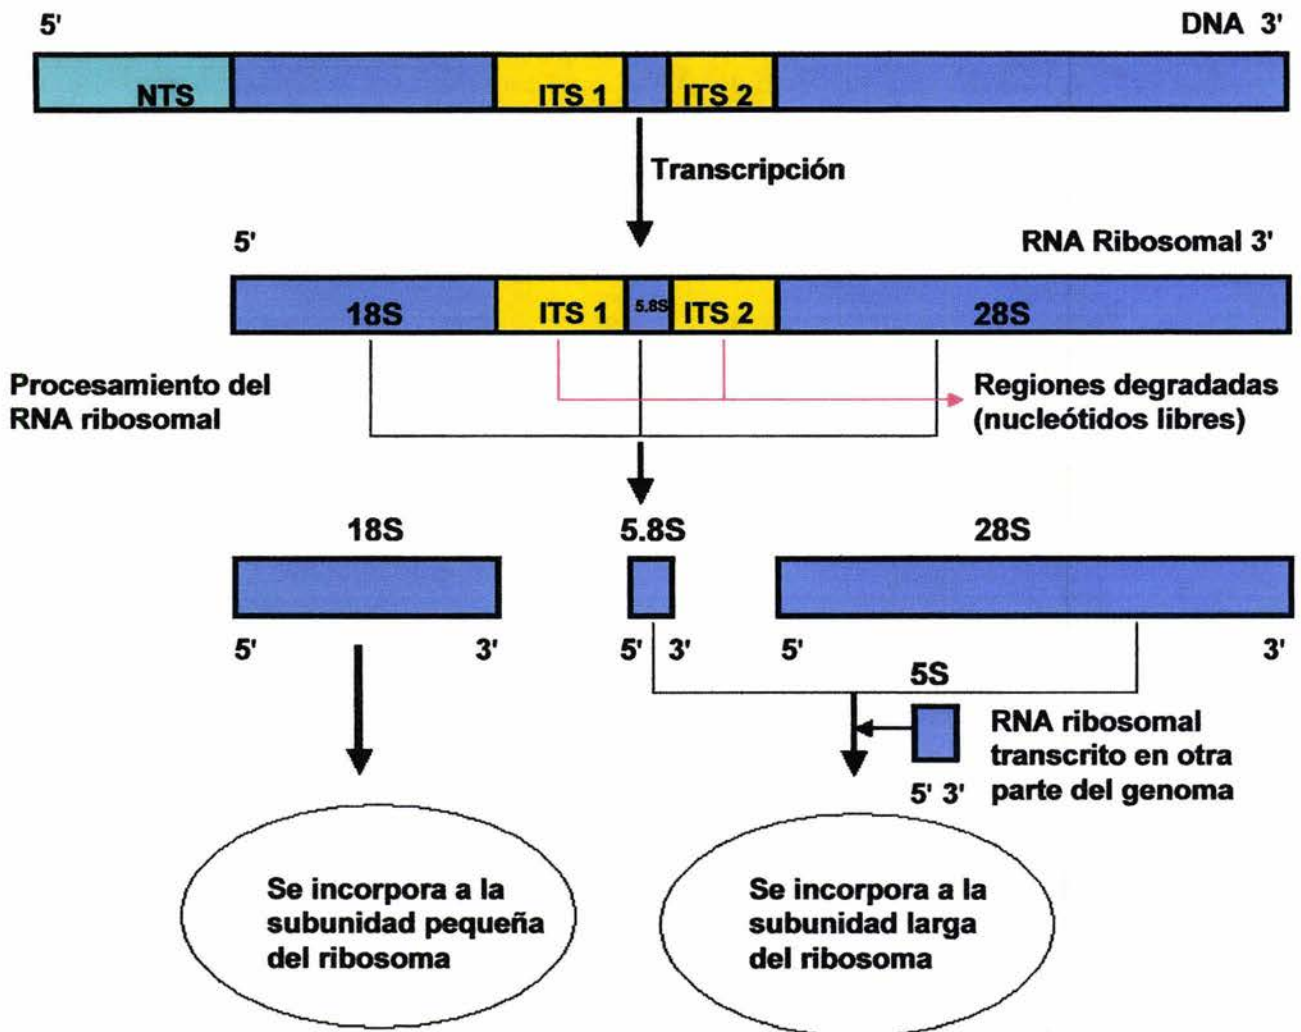 5' DNA 3'
NTS ITS 1 ITS 2
Transcripción
5' RNA Ribosomal 3'
18S ITS 1 5.8S ITS 2 28S
Procesamiento del
RNA ribosomal
Regiones degradadas
(nucleótidos libres)
18S 5.8S 28S
5' 3' 5' 3' 5' 3'
5S
RNA ribosomal
transcrito en otra
parte del genoma
5' 3'
Se incorpora a la
subunidad pequeña
del ribosoma
Se incorpora a la
subunidad larga
del ribosoma